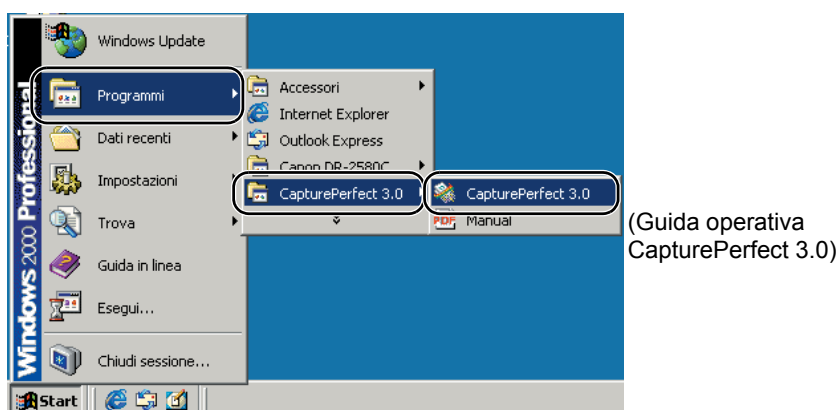 Windows 2000 Professional
Windows Update
Programmi
Dati recenti
Impostazioni
Trova
Guida in linea
Esegui...
Chiudi sessione...
Start
Accessori
Internet Explorer
Outlook Express
Canon DR-2580C
CapturePerfect 3.0
CapturePerfect 3.0
PDF Manual
(Guida operativa
CapturePerfect 3.0)